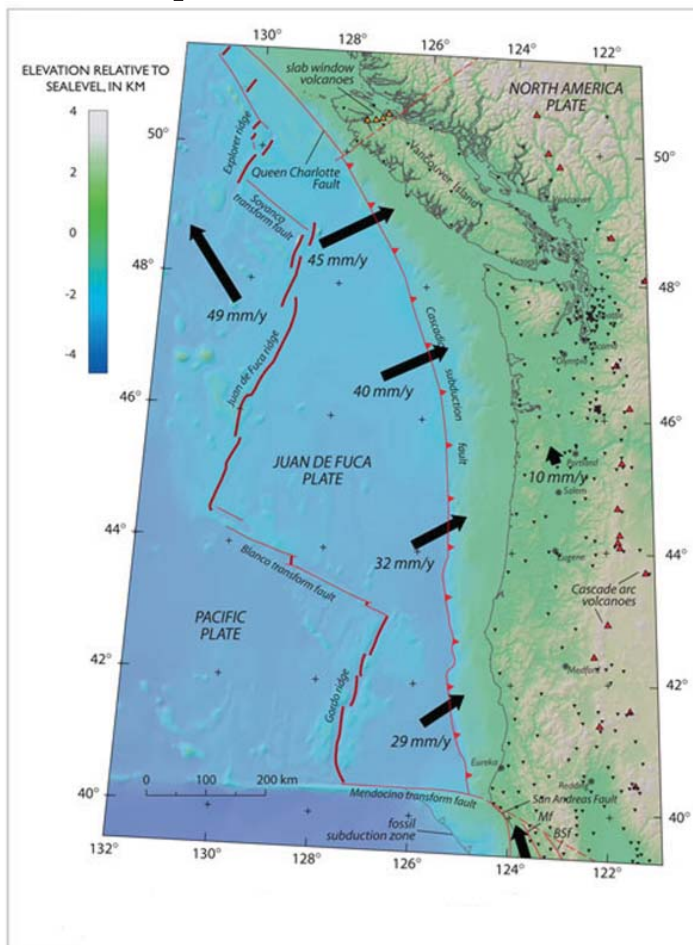 130°
128°
126°
124°
122°
ELEVATION RELATIVE TO
SEALEVEL, IN KM
4
2
0
-2
-4
slab window
volcanoes
NORTH AMERICA
PLATE
50°
50°
Explorer ridge
Queen Charlotte
Fault
Vancouver Island
Vancouver
Sovanco
transform fault
48°
45 mm/y
Victoria
48°
49 mm/y
Cascadia
subduction
fault
Juan de Fuca ridge
Olympia
40 mm/y
46°
46°
JUAN DE FUCA
PLATE
10 mm/y
Portland
Salem
44°
32 mm/y
Eugene
44°
Blanco transform fault
Cascade arc
volcanoes
PACIFIC
PLATE
42°
Medford
42°
Gorda ridge
29 mm/y
Eureka
0 100 200 km
Redding
40°
Mendocino transform fault
San Andreas Fault
40°
fossil
subduction zone
Mf
BSf
132°
130°
128°
126°
124°
122°